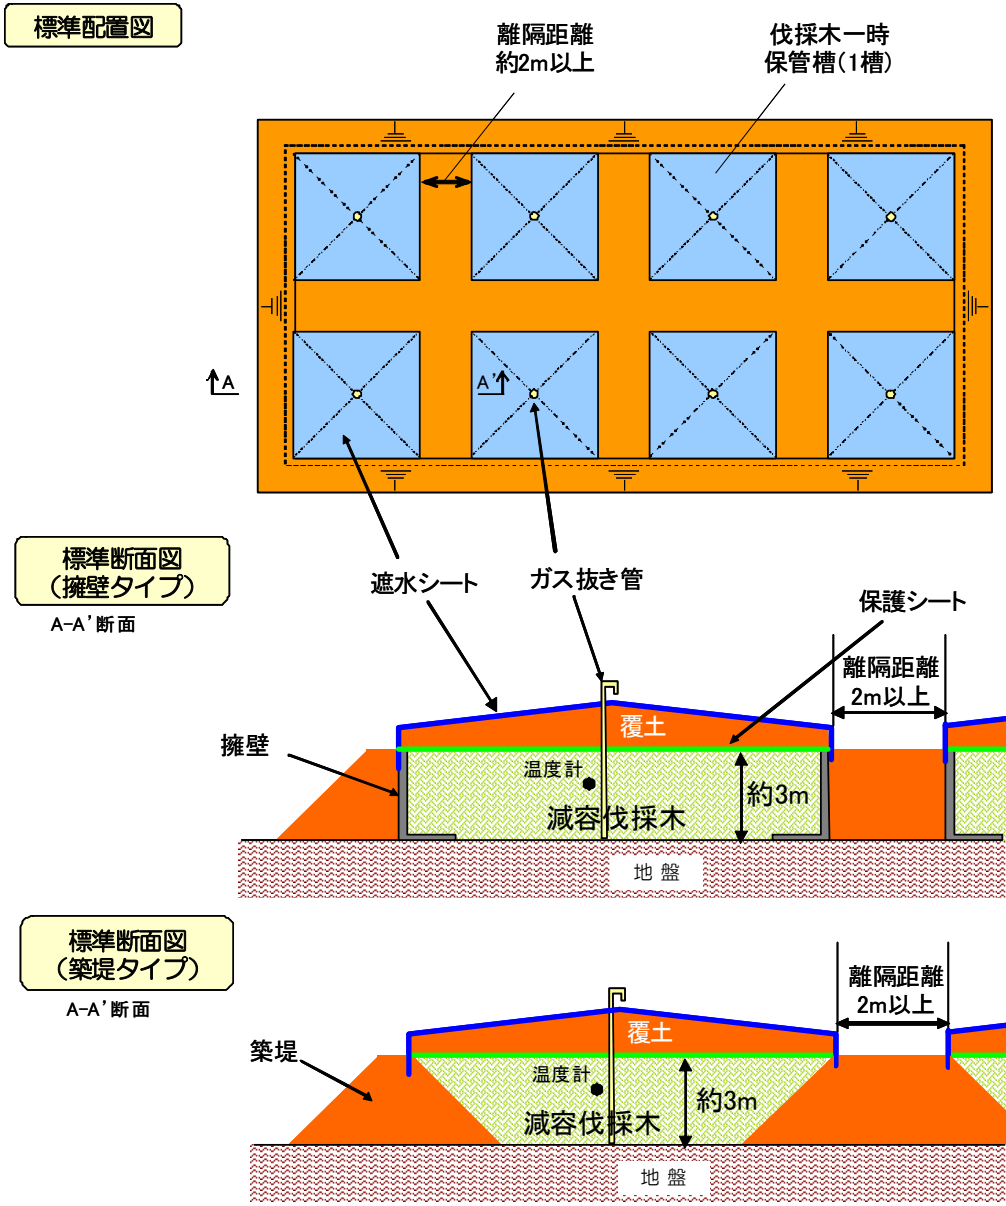 標準配置図
離隔距離
約2m以上
伐採木一時
保管槽(1槽)
A
A'
標準断面図
(擁壁タイプ)
A-A'断面
遮水シート
ガス抜き管
保護シート
離隔距離
2m以上
擁壁
覆土
温度計
約3m
減容伐採木
地盤
標準断面図
(築堤タイプ)
A-A'断面
離隔距離
2m以上
築堤
覆土
温度計
約3m
減容伐採木
地盤